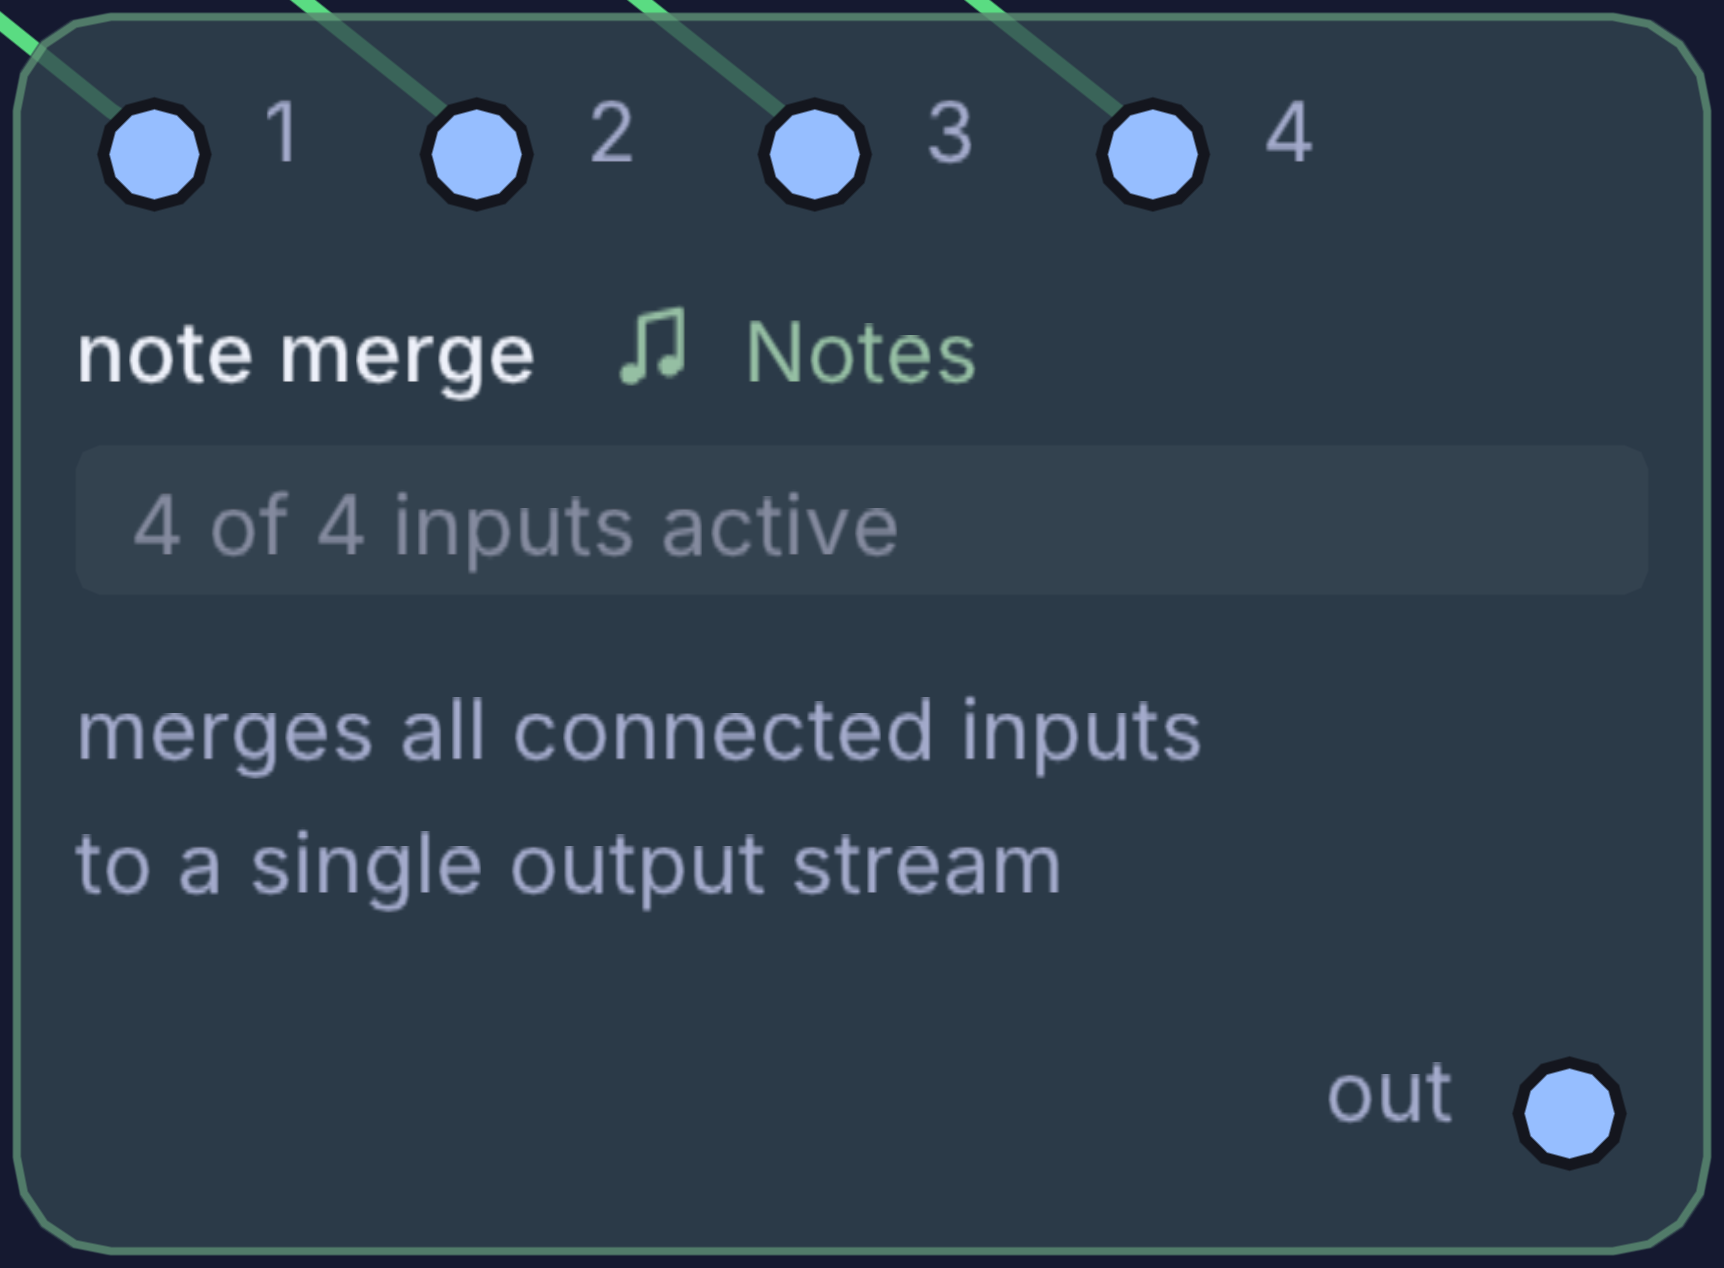 1 2 3 4
note merge Notes
4 of 4 inputs active
merges all connected inputs
to a single output stream
out